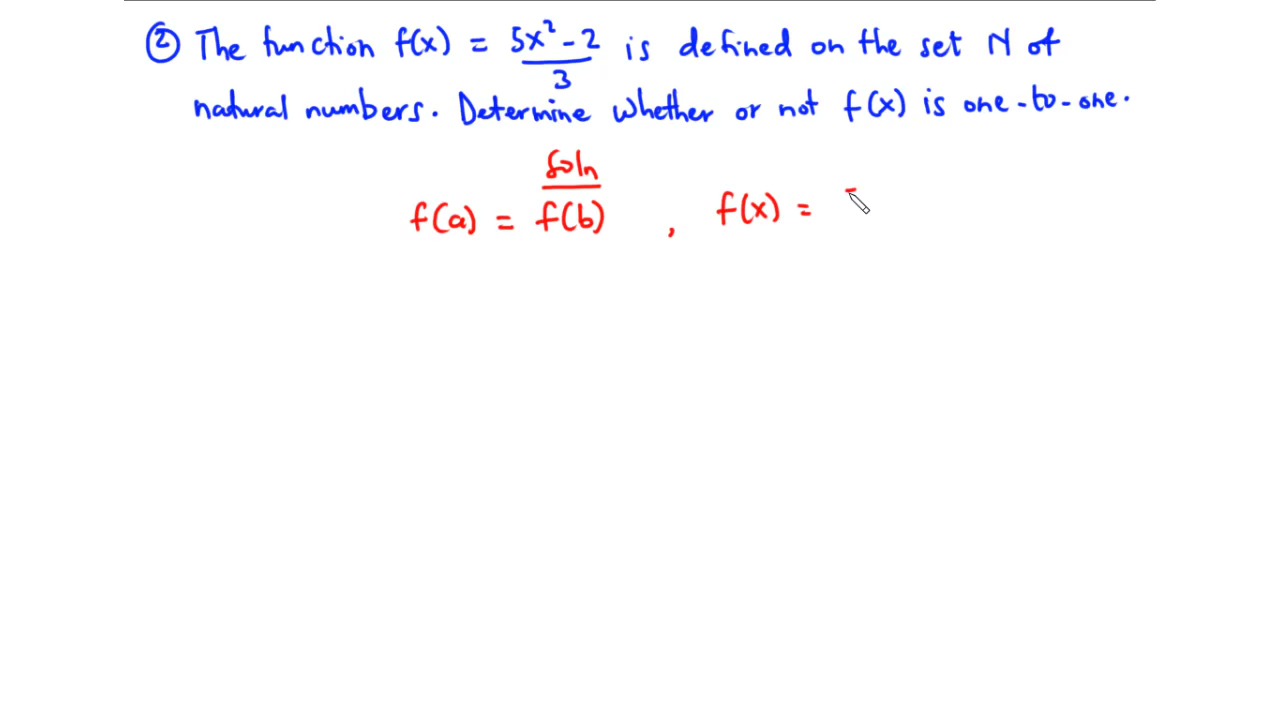 ② The function f(x) = 5x² - 2 / 3 is defined on the set N of
natural numbers. Determine whether or not f(x) is one-to-one.
Soln
f(a) = f(b) , f(x) =